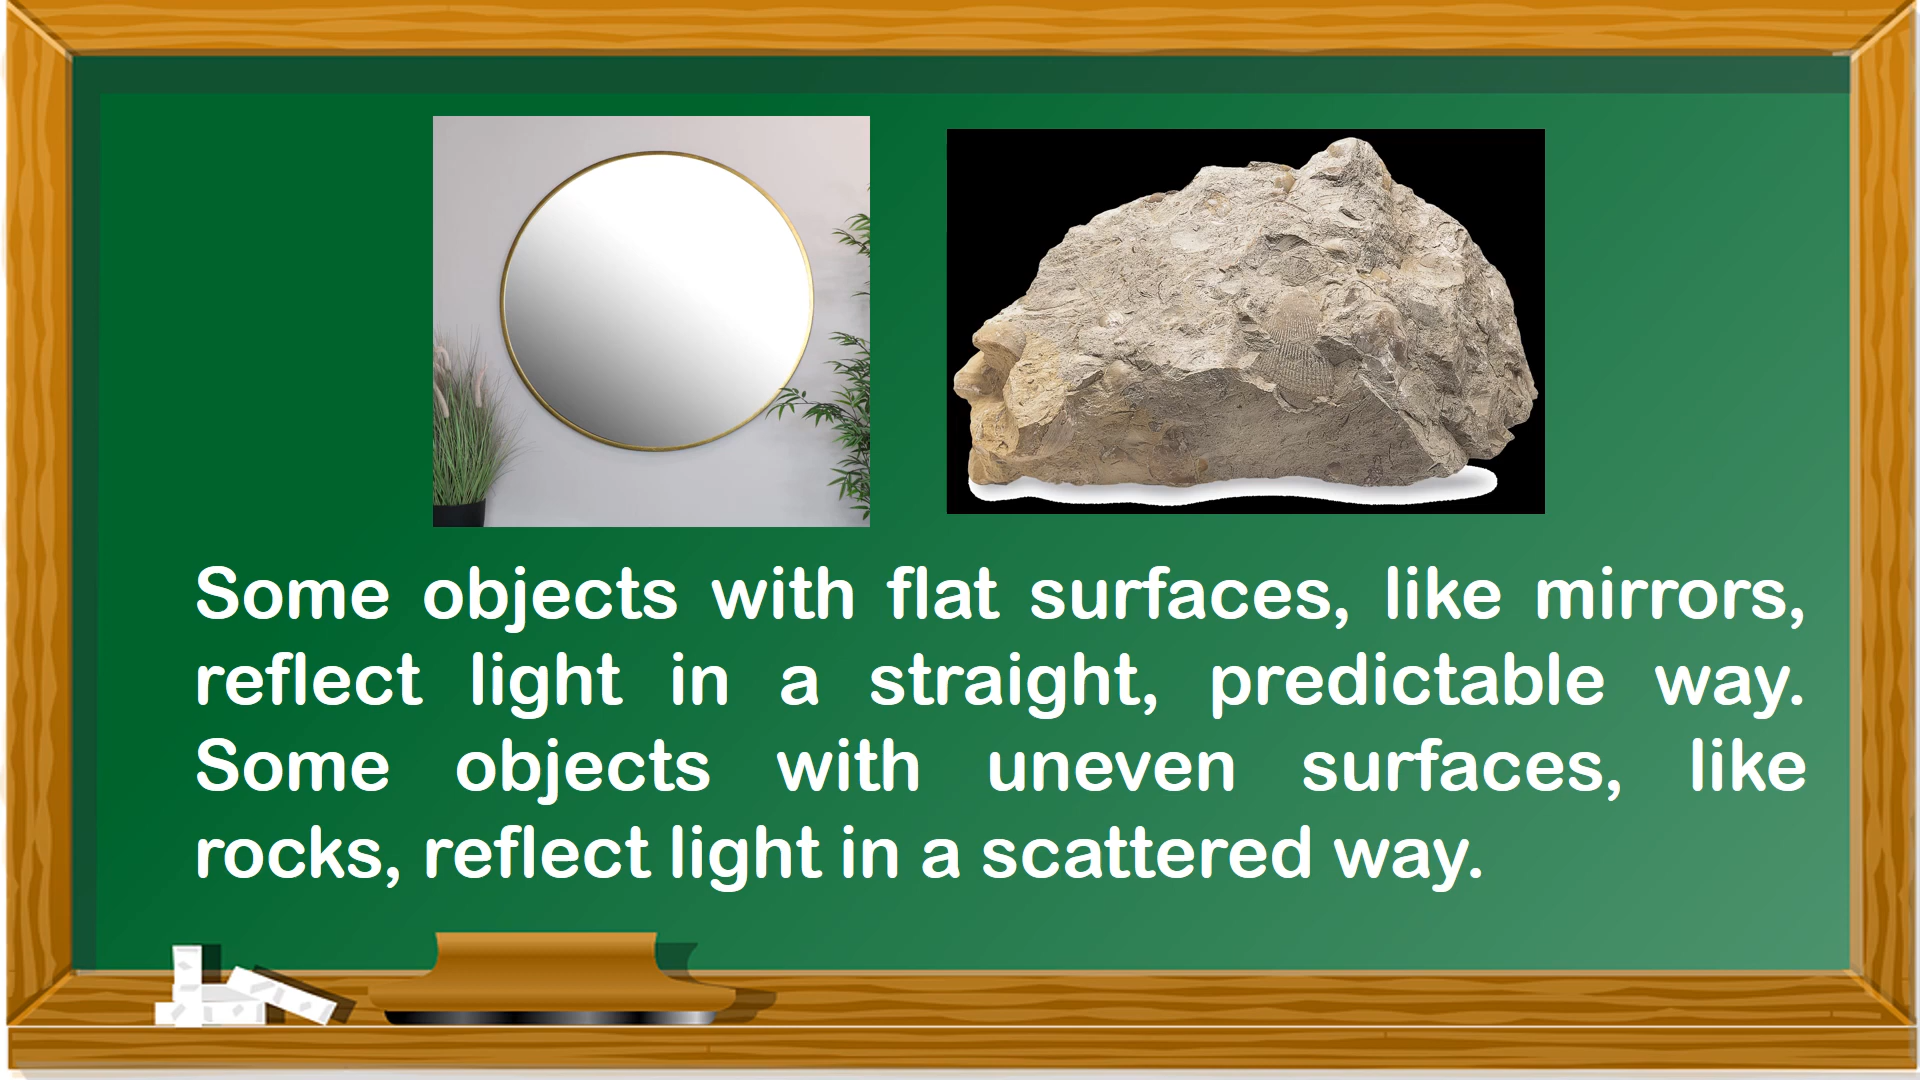 Some objects with flat surfaces, like mirrors,
reflect light in a straight, predictable way.
Some objects with uneven surfaces, like
rocks, reflect light in a scattered way.